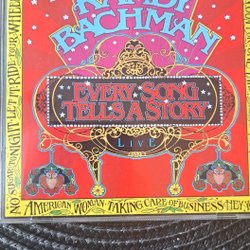 RANDY
BACHMAN
EVERY SONG
TELLS A STORY
LIVE
NO SUGAR TONIGHT · LET IT RIDE · YOUR WHEEL
AMERICAN WOMAN · TAKING CARE OF BUSINESS · HEY